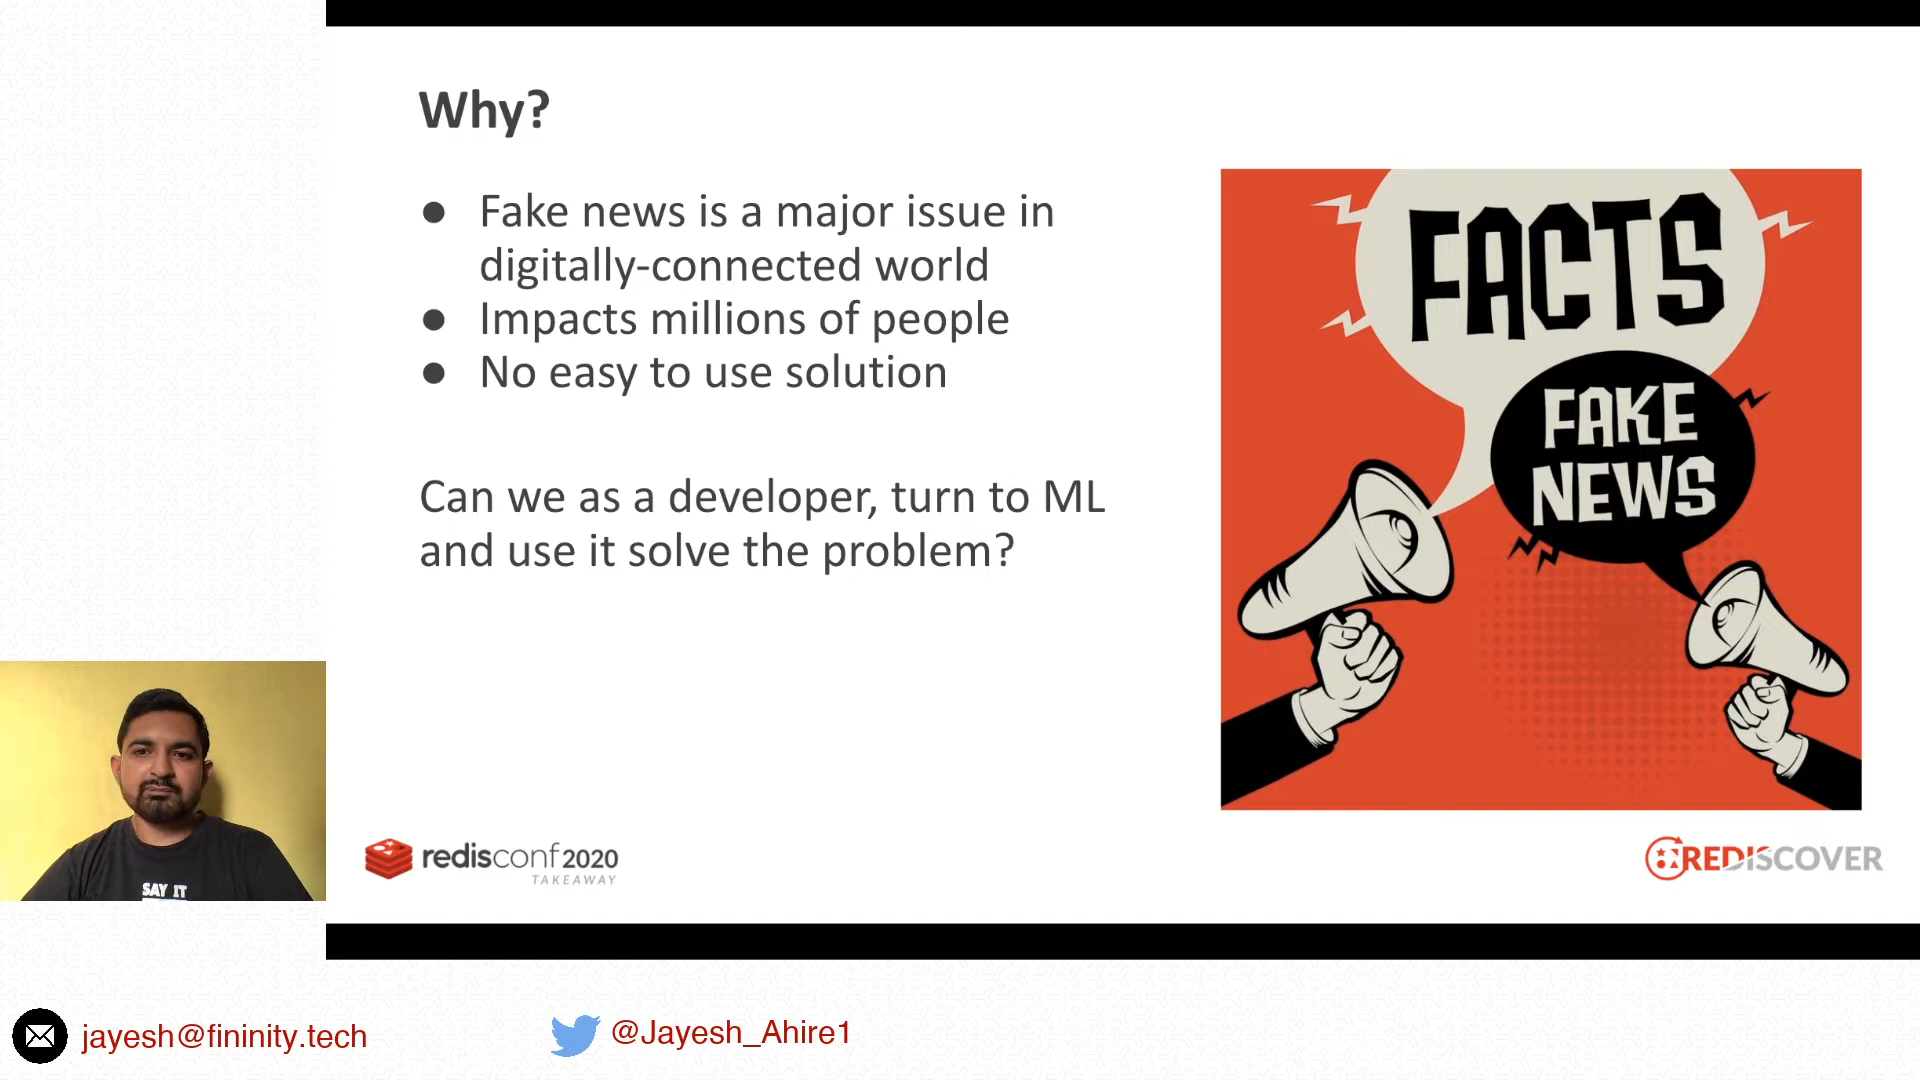 Why?
● Fake news is a major issue in
digitally-connected world
● Impacts millions of people
● No easy to use solution
Can we as a developer, turn to ML
and use it solve the problem?
FACTS
FAKE
NEWS
SAY IT
redisconf 2020
TAKEAWAY
REDISCOVER
jayesh@fininity.tech
@Jayesh_Ahire1